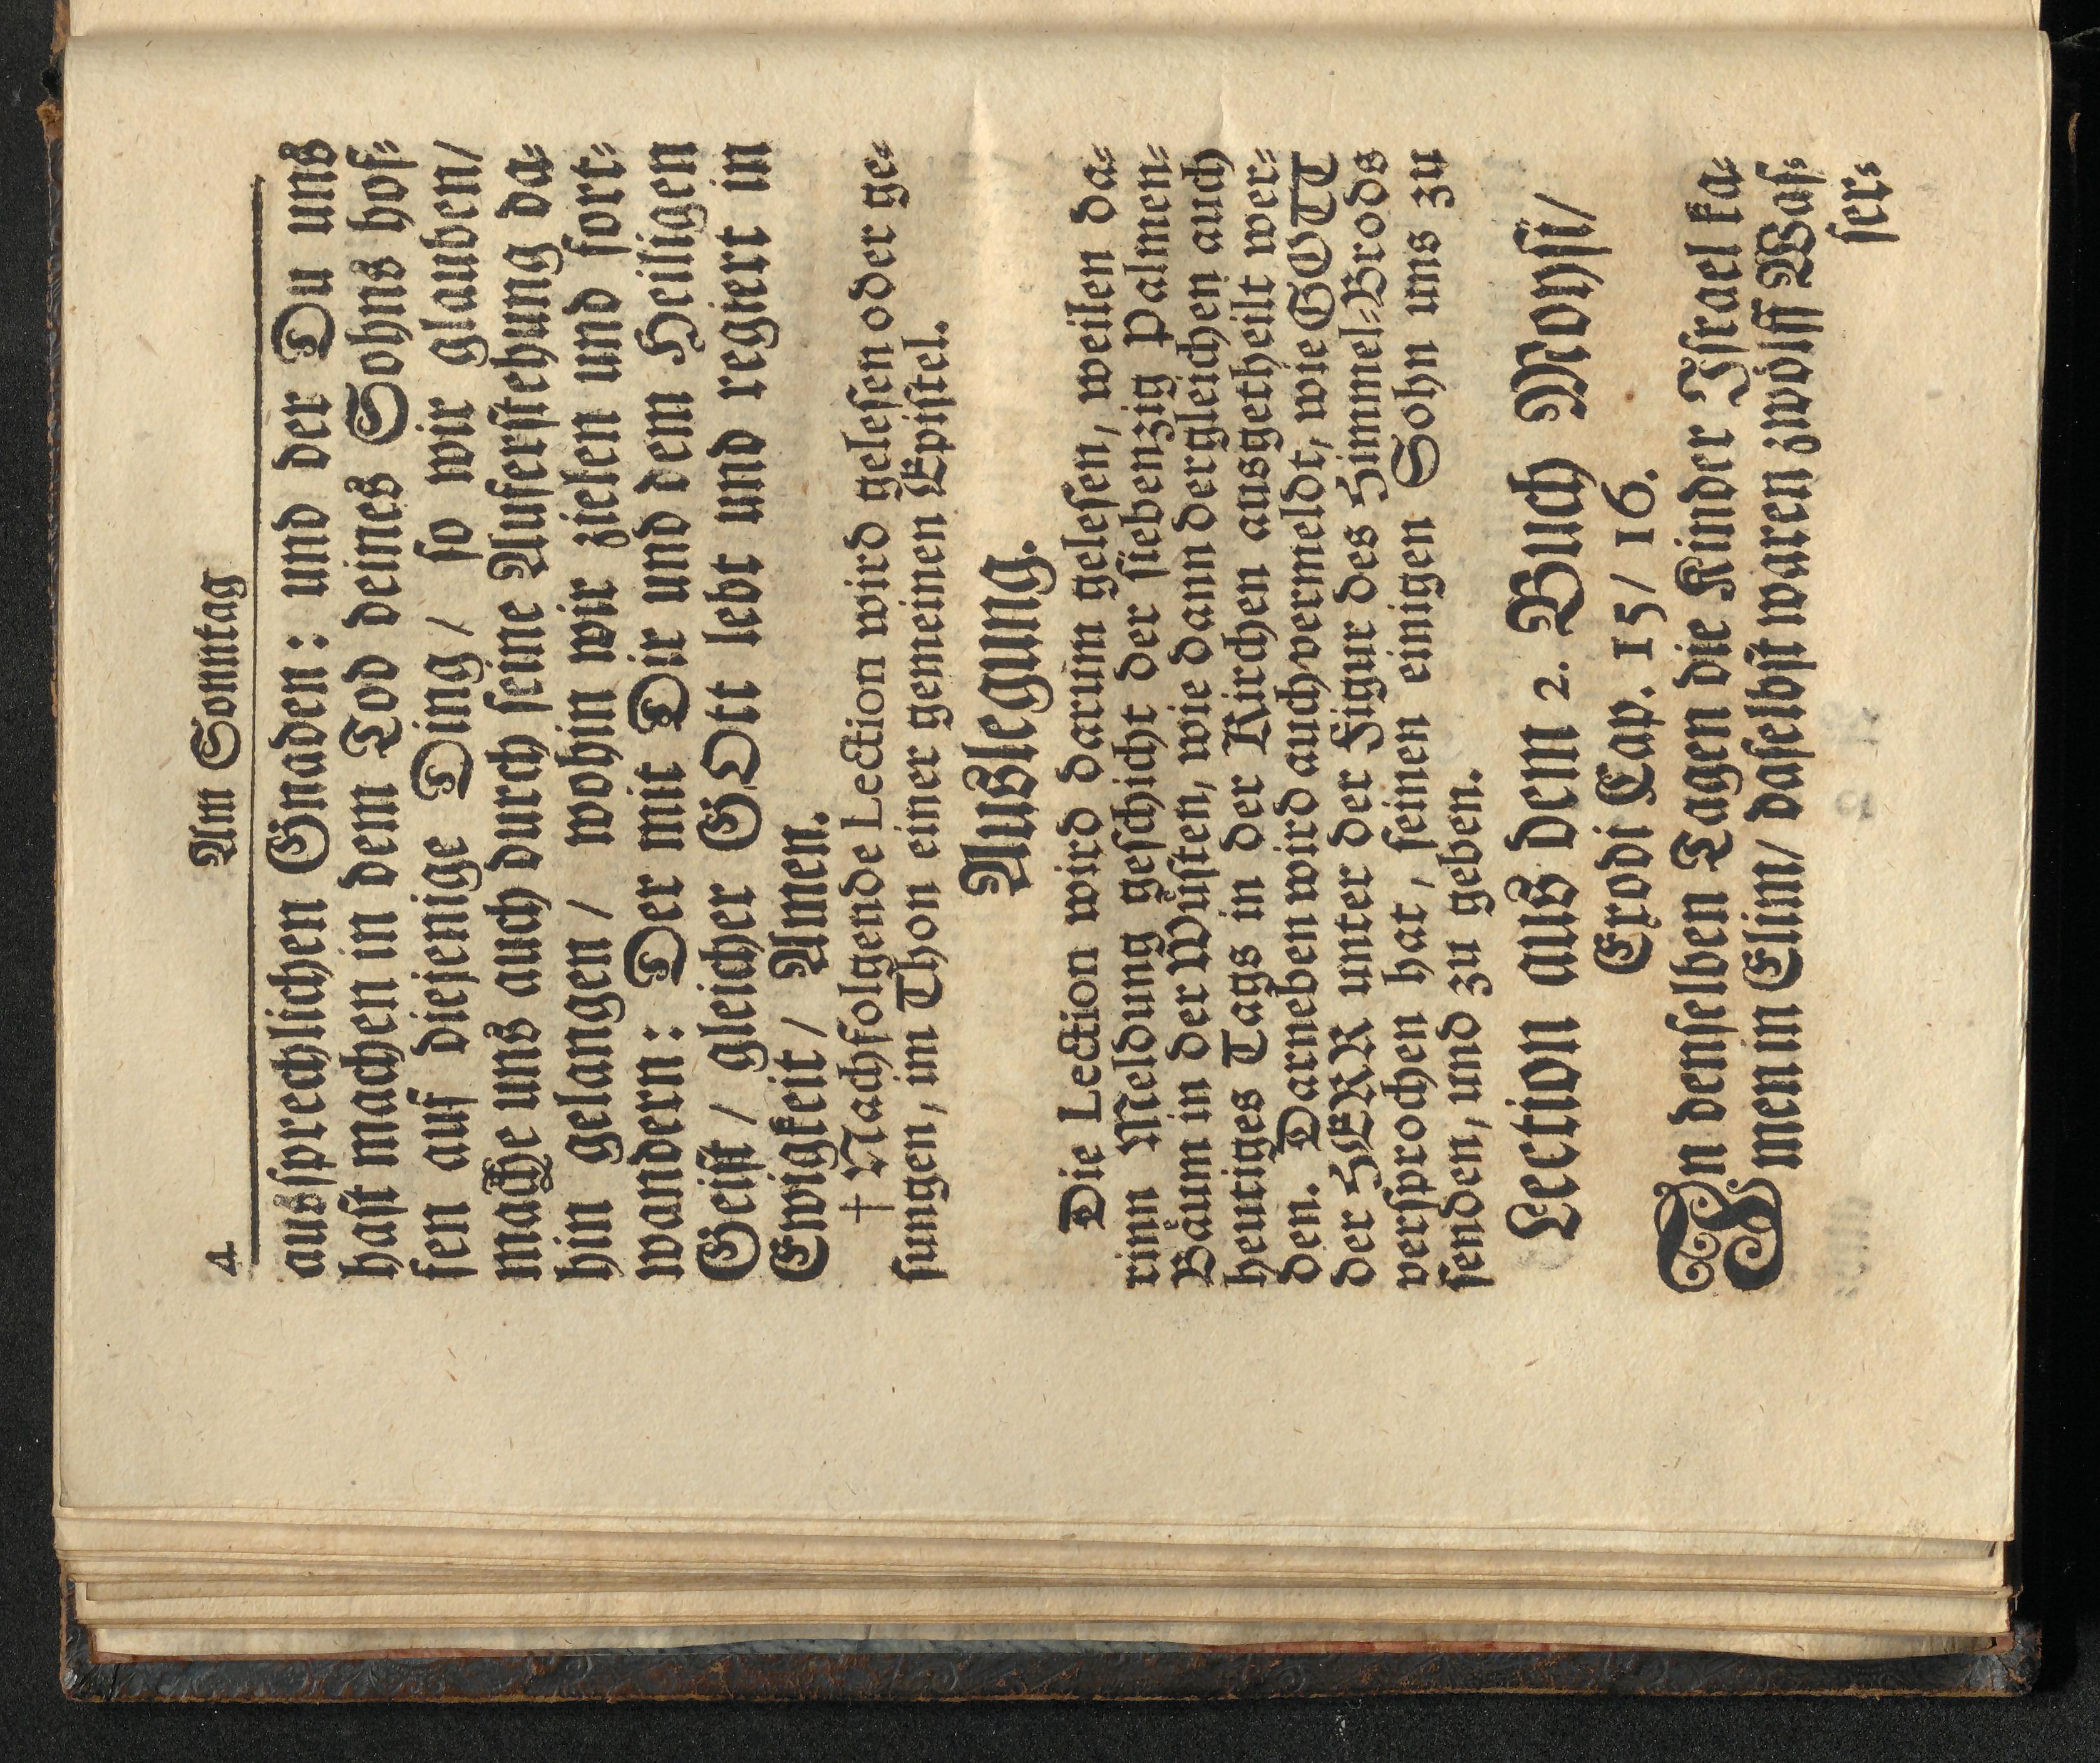 4 Am Sonntag
aussprechlichen Gnaden: und der Du uns
hast machen in dem Tod deines Sohns hof⸗
fen auf diejenige Ding / so wir glauben/
mache uns auch durch seine Auferstehung da⸗
hin gelangen / wohin wir zielen und fort⸗
wandern: Der mit Dir und dem Heiligen
Geist / gleicher GOtt lebt und regiert in
Ewigkeit / Amen.
† Nachfolgende Lection wird gelesen oder ge⸗
sungen, im Thon einer gemeinen Epistel.
Auslegung.
Die Lection wird darum gelesen, weilen da⸗
rinn Meldung geschicht der siebenzig Palmen⸗
Bäum in der Wüsten, wie dann dergleichen auch
heutiges Tags in der Kirchen ausgetheilt wer⸗
den. Darneben wird auch vermeldt, wie GOTT
der HERR unter der Figur des Himmel⸗Brods
versprochen hat, seinen einigen Sohn uns zu
senden, und zu geben.
Lection aus dem 2. Buch Moysi/
Exodi Cap. 15/ 16.
In denselben Tagen die Kinder Israel ka⸗
men in Elim/ daselbst waren zwölff Was⸗
ser⸗